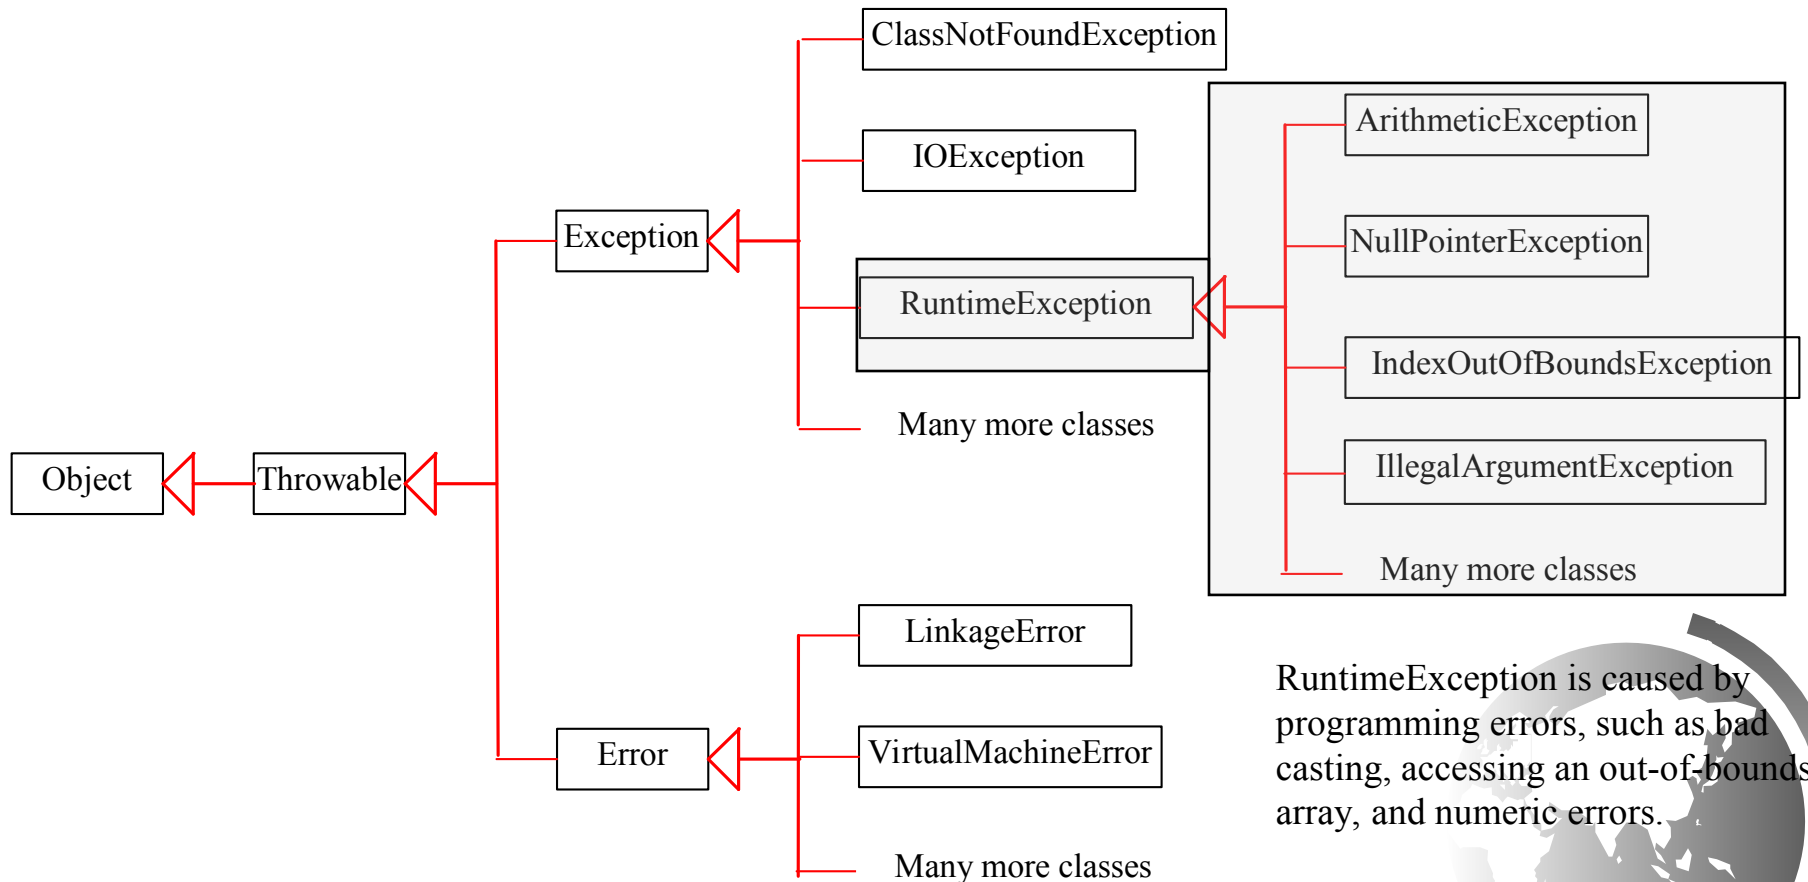 ClassNotFoundException
ArithmeticException
IOException
NullPointerException
Exception
RuntimeException
IndexOutOfBoundsException
Many more classes
IllegalArgumentException
Object
Throwable
Many more classes
LinkageError
RuntimeException is caused by
programming errors, such as bad
casting, accessing an out-of-bounds
array, and numeric errors.
Error
VirtualMachineError
Many more classes